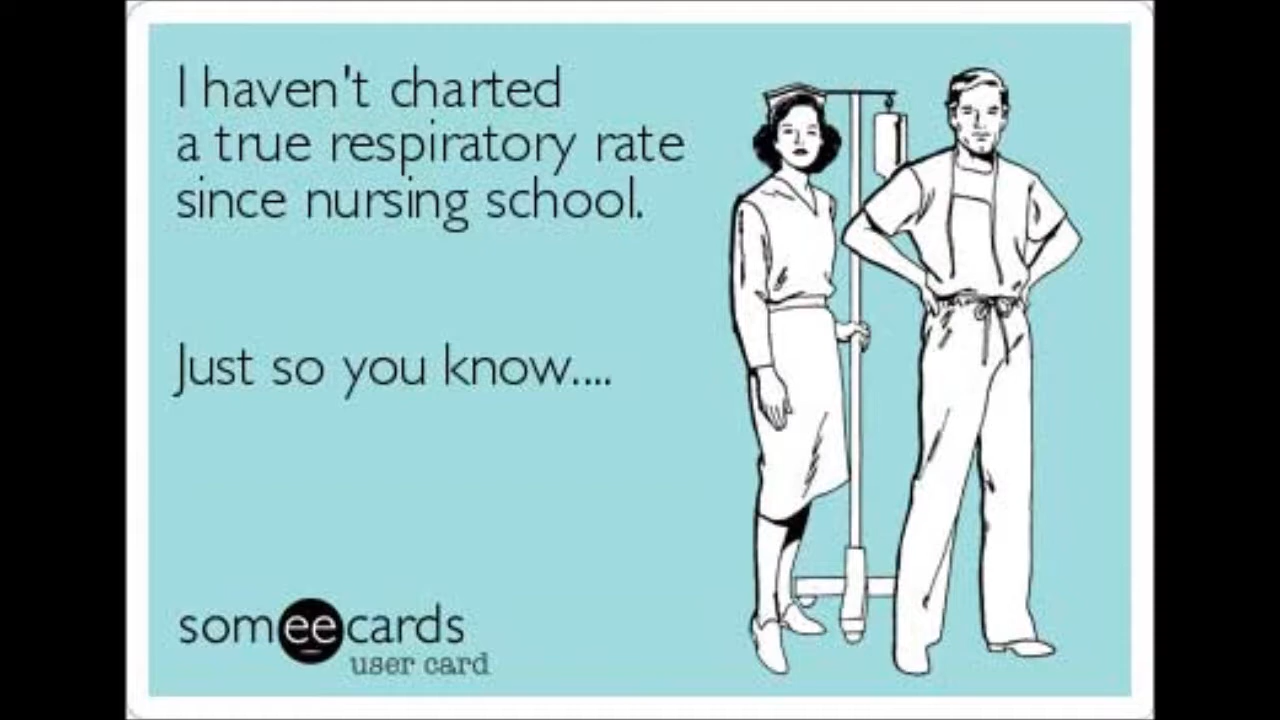 I haven't charted
a true respiratory rate
since nursing school.
Just so you know....
someecards
user card